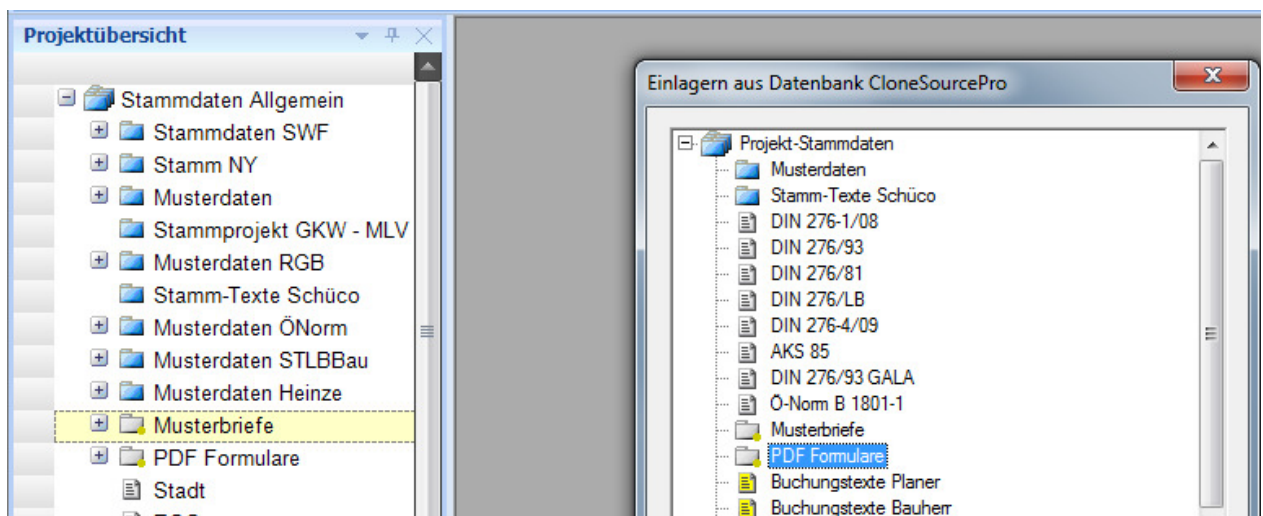 Projektübersicht
Stammdaten Allgemein
Stammdaten SWF
Stamm NY
Musterdaten
Stammprojekt GKW - MLV
Musterdaten RGB
Stamm-Texte Schüco
Musterdaten ÖNorm
Musterdaten STLBBau
Musterdaten Heinze
Musterbriefe
PDF Formulare
Stadt
Einlagern aus Datenbank CloneSourcePro
Projekt-Stammdaten
Musterdaten
Stamm-Texte Schüco
DIN 276-1/08
DIN 276/93
DIN 276/81
DIN 276/LB
DIN 276-4/09
AKS 85
DIN 276/93 GALA
Ö-Norm B 1801-1
Musterbriefe
PDF Formulare
Buchungstexte Planer
Buchungstexte Bauherr